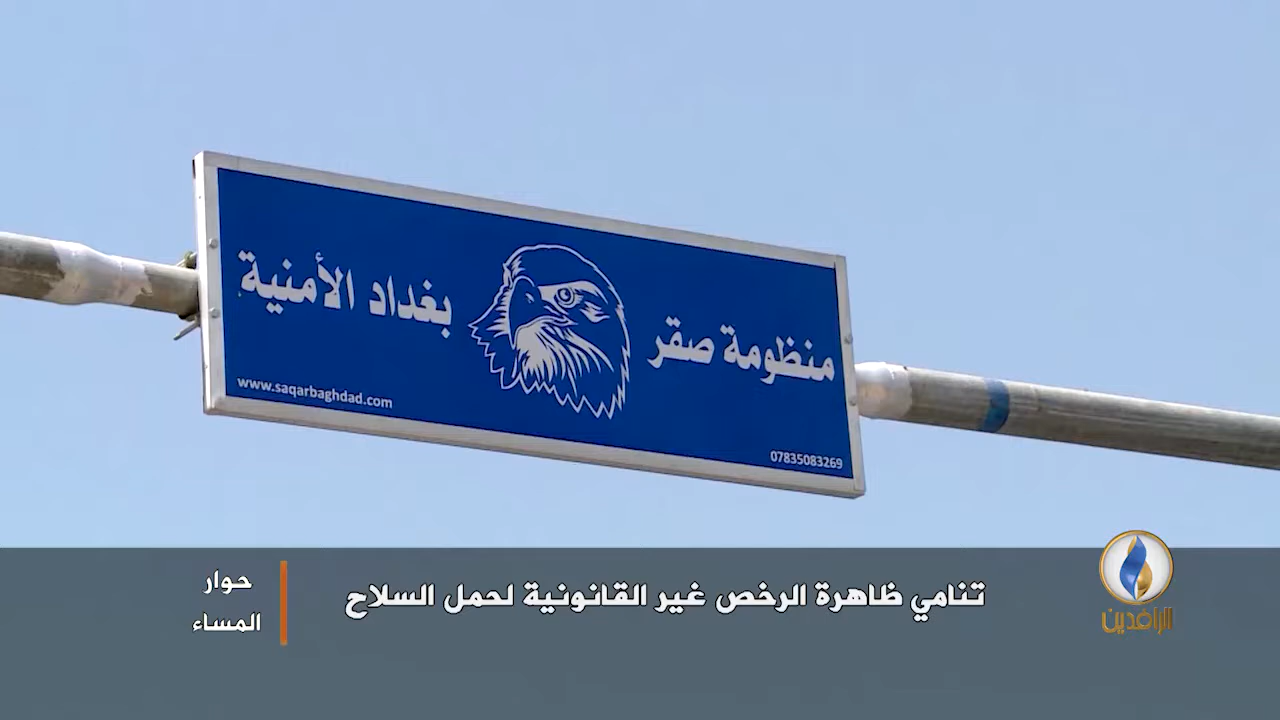 منظومة صقر بغداد الأمنية
www.saqarbaghdad.com
07835083269
تنامي ظاهرة الرخص غير القانونية لحمل السلاح
حوار
المساء
الرافدين